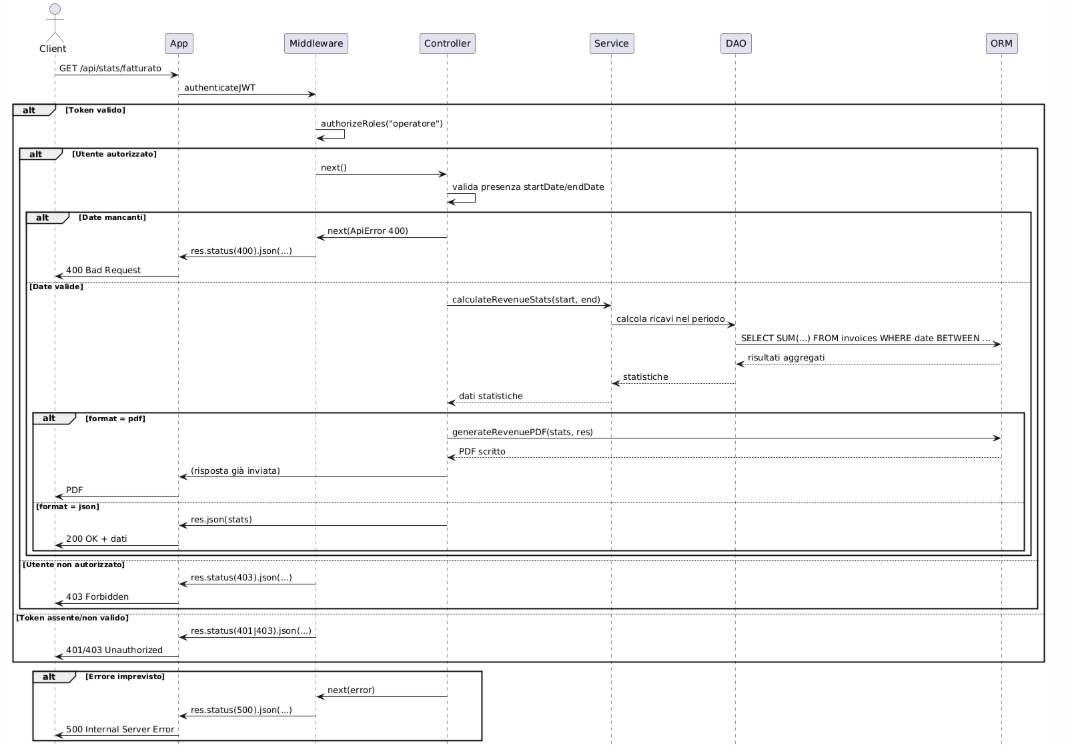 Client
App
Middleware
Controller
Service
DAO
ORM
GET /api/stats/fatturato
authenticateJWT
alt [Token valido]
authorizeRoles("operatore")
alt [Utente autorizzato]
next()
valida presenza startDate/endDate
alt [Date mancanti]
next(ApiError 400)
res.status(400).json(...)
400 Bad Request
[Date valide]
calculateRevenueStats(start, end)
calcola ricavi nel periodo
SELECT SUM(...) FROM invoices WHERE date BETWEEN ...
risultati aggregati
statistiche
dati statistiche
alt [format = pdf]
generateRevenuePDF(stats, res)
PDF scritto
(risposta già inviata)
PDF
[format = json]
res.json(stats)
200 OK + dati
[Utente non autorizzato]
res.status(403).json(...)
403 Forbidden
[Token assente/non valido]
res.status(401|403).json(...)
401/403 Unauthorized
alt [Errore imprevisto]
next(error)
res.status(500).json(...)
500 Internal Server Error